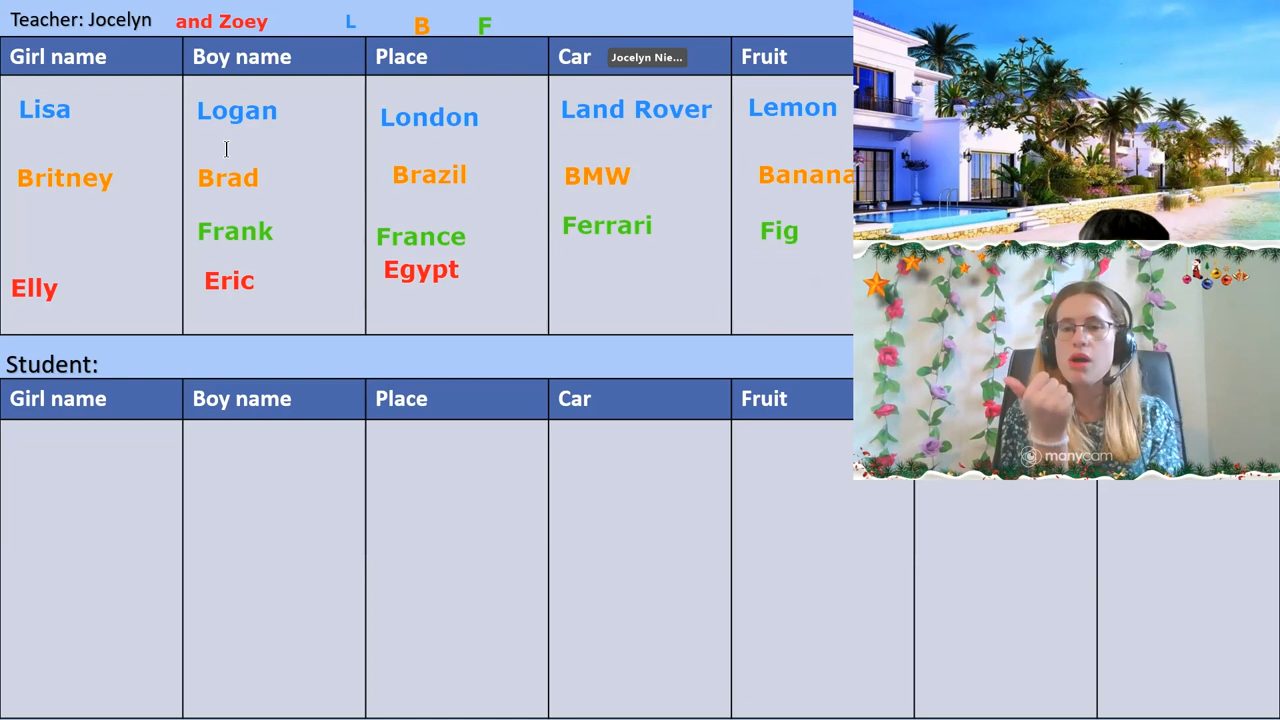 Teacher: Jocelyn and Zoey L B F
Girl name Boy name Place Car Jocelyn Nie... Fruit
Lisa Logan London Land Rover Lemon
Britney Brad Brazil BMW Banana
Frank France Ferrari Fig
Elly Eric Egypt
Student:
Girl name Boy name Place Car Fruit
manycam